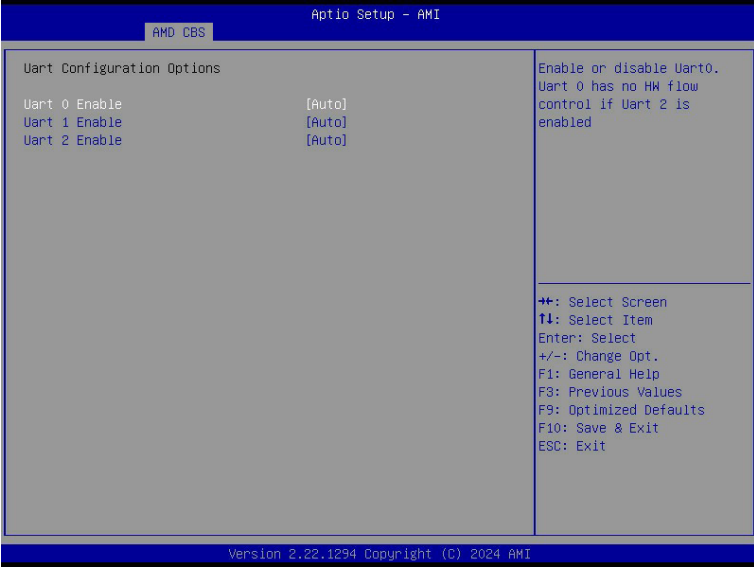 Aptio Setup – AMI
AMD CBS
Uart Configuration Options
Uart 0 Enable [Auto]
Uart 1 Enable [Auto]
Uart 2 Enable [Auto]
Enable or disable Uart0.
Uart 0 has no HW flow
control if Uart 2 is
enabled
→←: Select Screen
↑↓: Select Item
Enter: Select
+/-: Change Opt.
F1: General Help
F3: Previous Values
F9: Optimized Defaults
F10: Save & Exit
ESC: Exit
Version 2.22.1294 Copyright (C) 2024 AMI